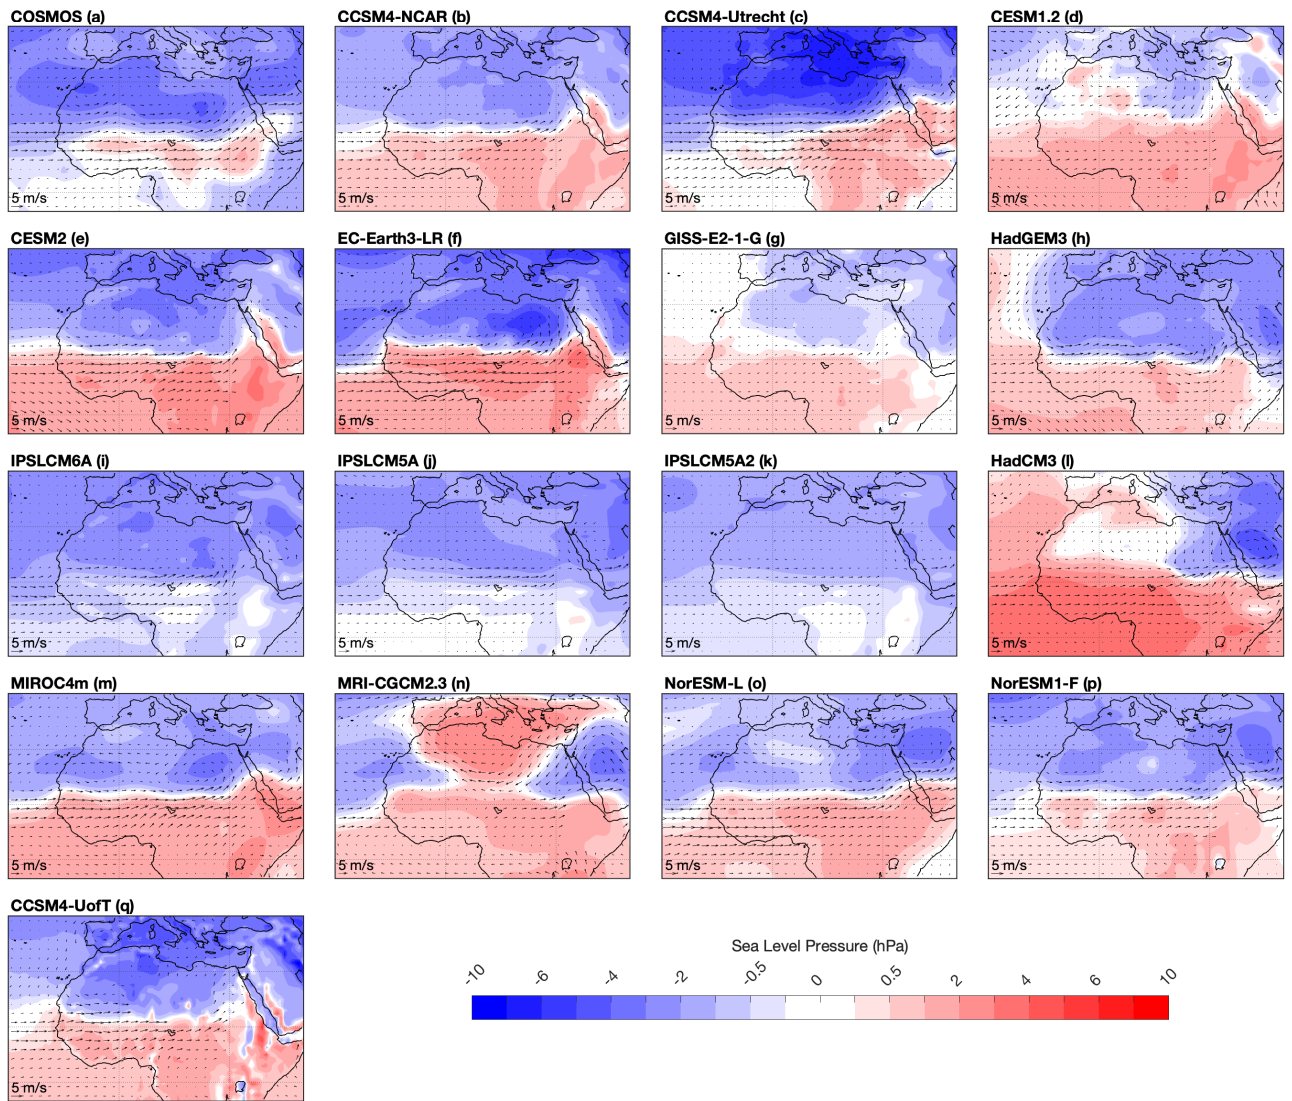 COSMOS (a)
CCSM4-NCAR (b)
CCSM4-Utrecht (c)
CESM1.2 (d)
5 m/s
5 m/s
5 m/s
5 m/s
CESM2 (e)
EC-Earth3-LR (f)
GISS-E2-1-G (g)
HadGEM3 (h)
5 m/s
5 m/s
5 m/s
5 m/s
IPSLCM6A (i)
IPSLCM5A (j)
IPSLCM5A2 (k)
HadCM3 (l)
5 m/s
5 m/s
5 m/s
5 m/s
MIROC4m (m)
MRI-CGCM2.3 (n)
NorESM-L (o)
NorESM1-F (p)
5 m/s
5 m/s
5 m/s
5 m/s
CCSM4-UofT (q)
5 m/s
Sea Level Pressure (hPa)
-10 -6 -4 -2 -0.5 0 0.5 2 4 6 10